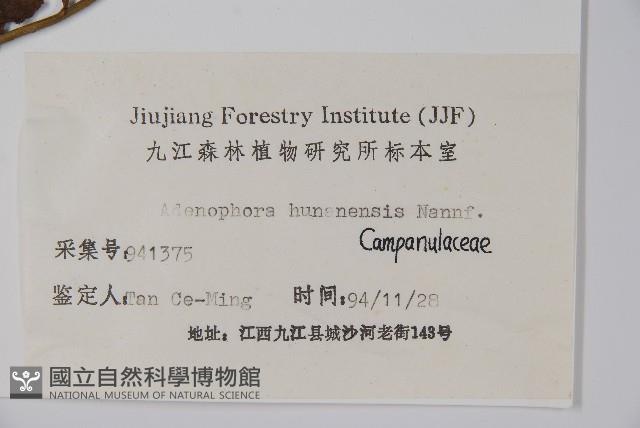 Jiujiang Forestry Institute (JJF)
九江森林植物研究所标本室
Adenophora hunanensis Nannf.
Campanulaceae
采集号:941375
鉴定人:Tan Ce-Ming 时间:94/11/28
地址：江西九江县城沙河老街143号
國立自然科學博物館
NATIONAL MUSEUM OF NATURAL SCIENCE